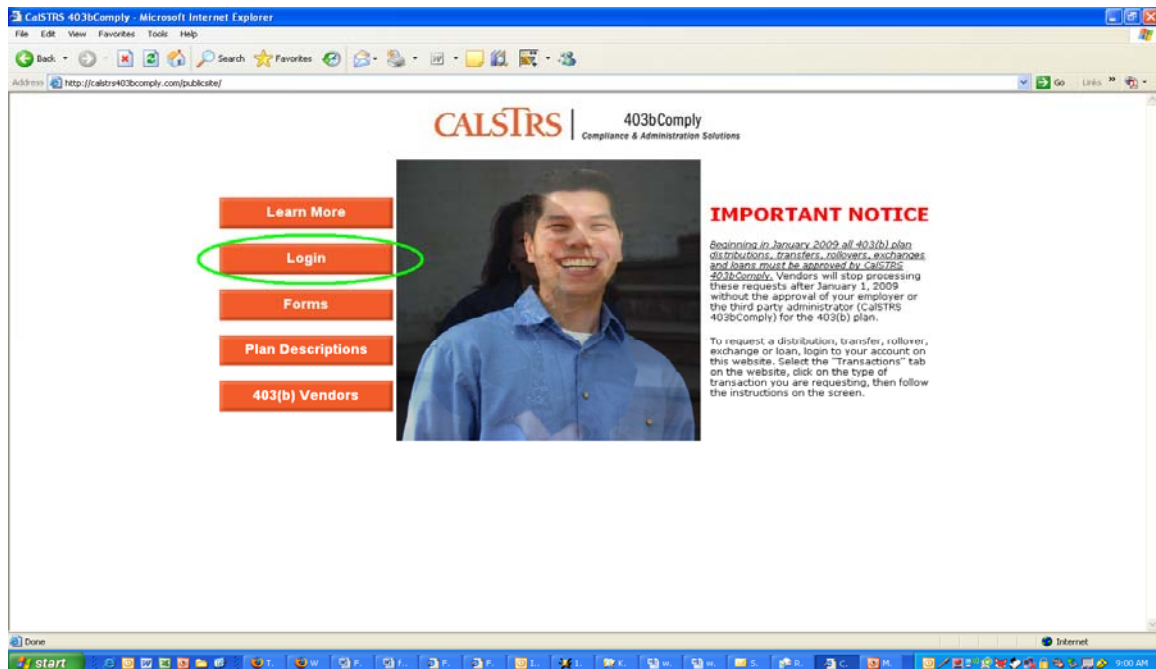 CalSTRS 403bComply - Microsoft Internet Explorer
File Edit View Favorites Tools Help
Back Search Favorites
Address http://calstrs403bcomply.com/publicsite/ Go Links »
CALSTRS 403bComply
Compliance & Administration Solutions
Learn More
Login
Forms
Plan Descriptions
403(b) Vendors
IMPORTANT NOTICE
Beginning in January 2009 all 403(b) plan
distributions, transfers, rollovers, exchanges
and loans must be approved by CalSTRS
403bComply. Vendors will stop processing
these requests after January 1, 2009
without the approval of your employer or
the third party administrator (CalSTRS
403bComply) for the 403(b) plan.
To request a distribution, transfer, rollover,
exchange or loan, login to your account on
this website. Select the "Transactions" tab
on the website, click on the type of
transaction you are requesting, then follow
the instructions on the screen.
Done Internet
start T. W F. f.. F. F. I.. 1. K. w. w. S. R. C. M. 9:00 AM